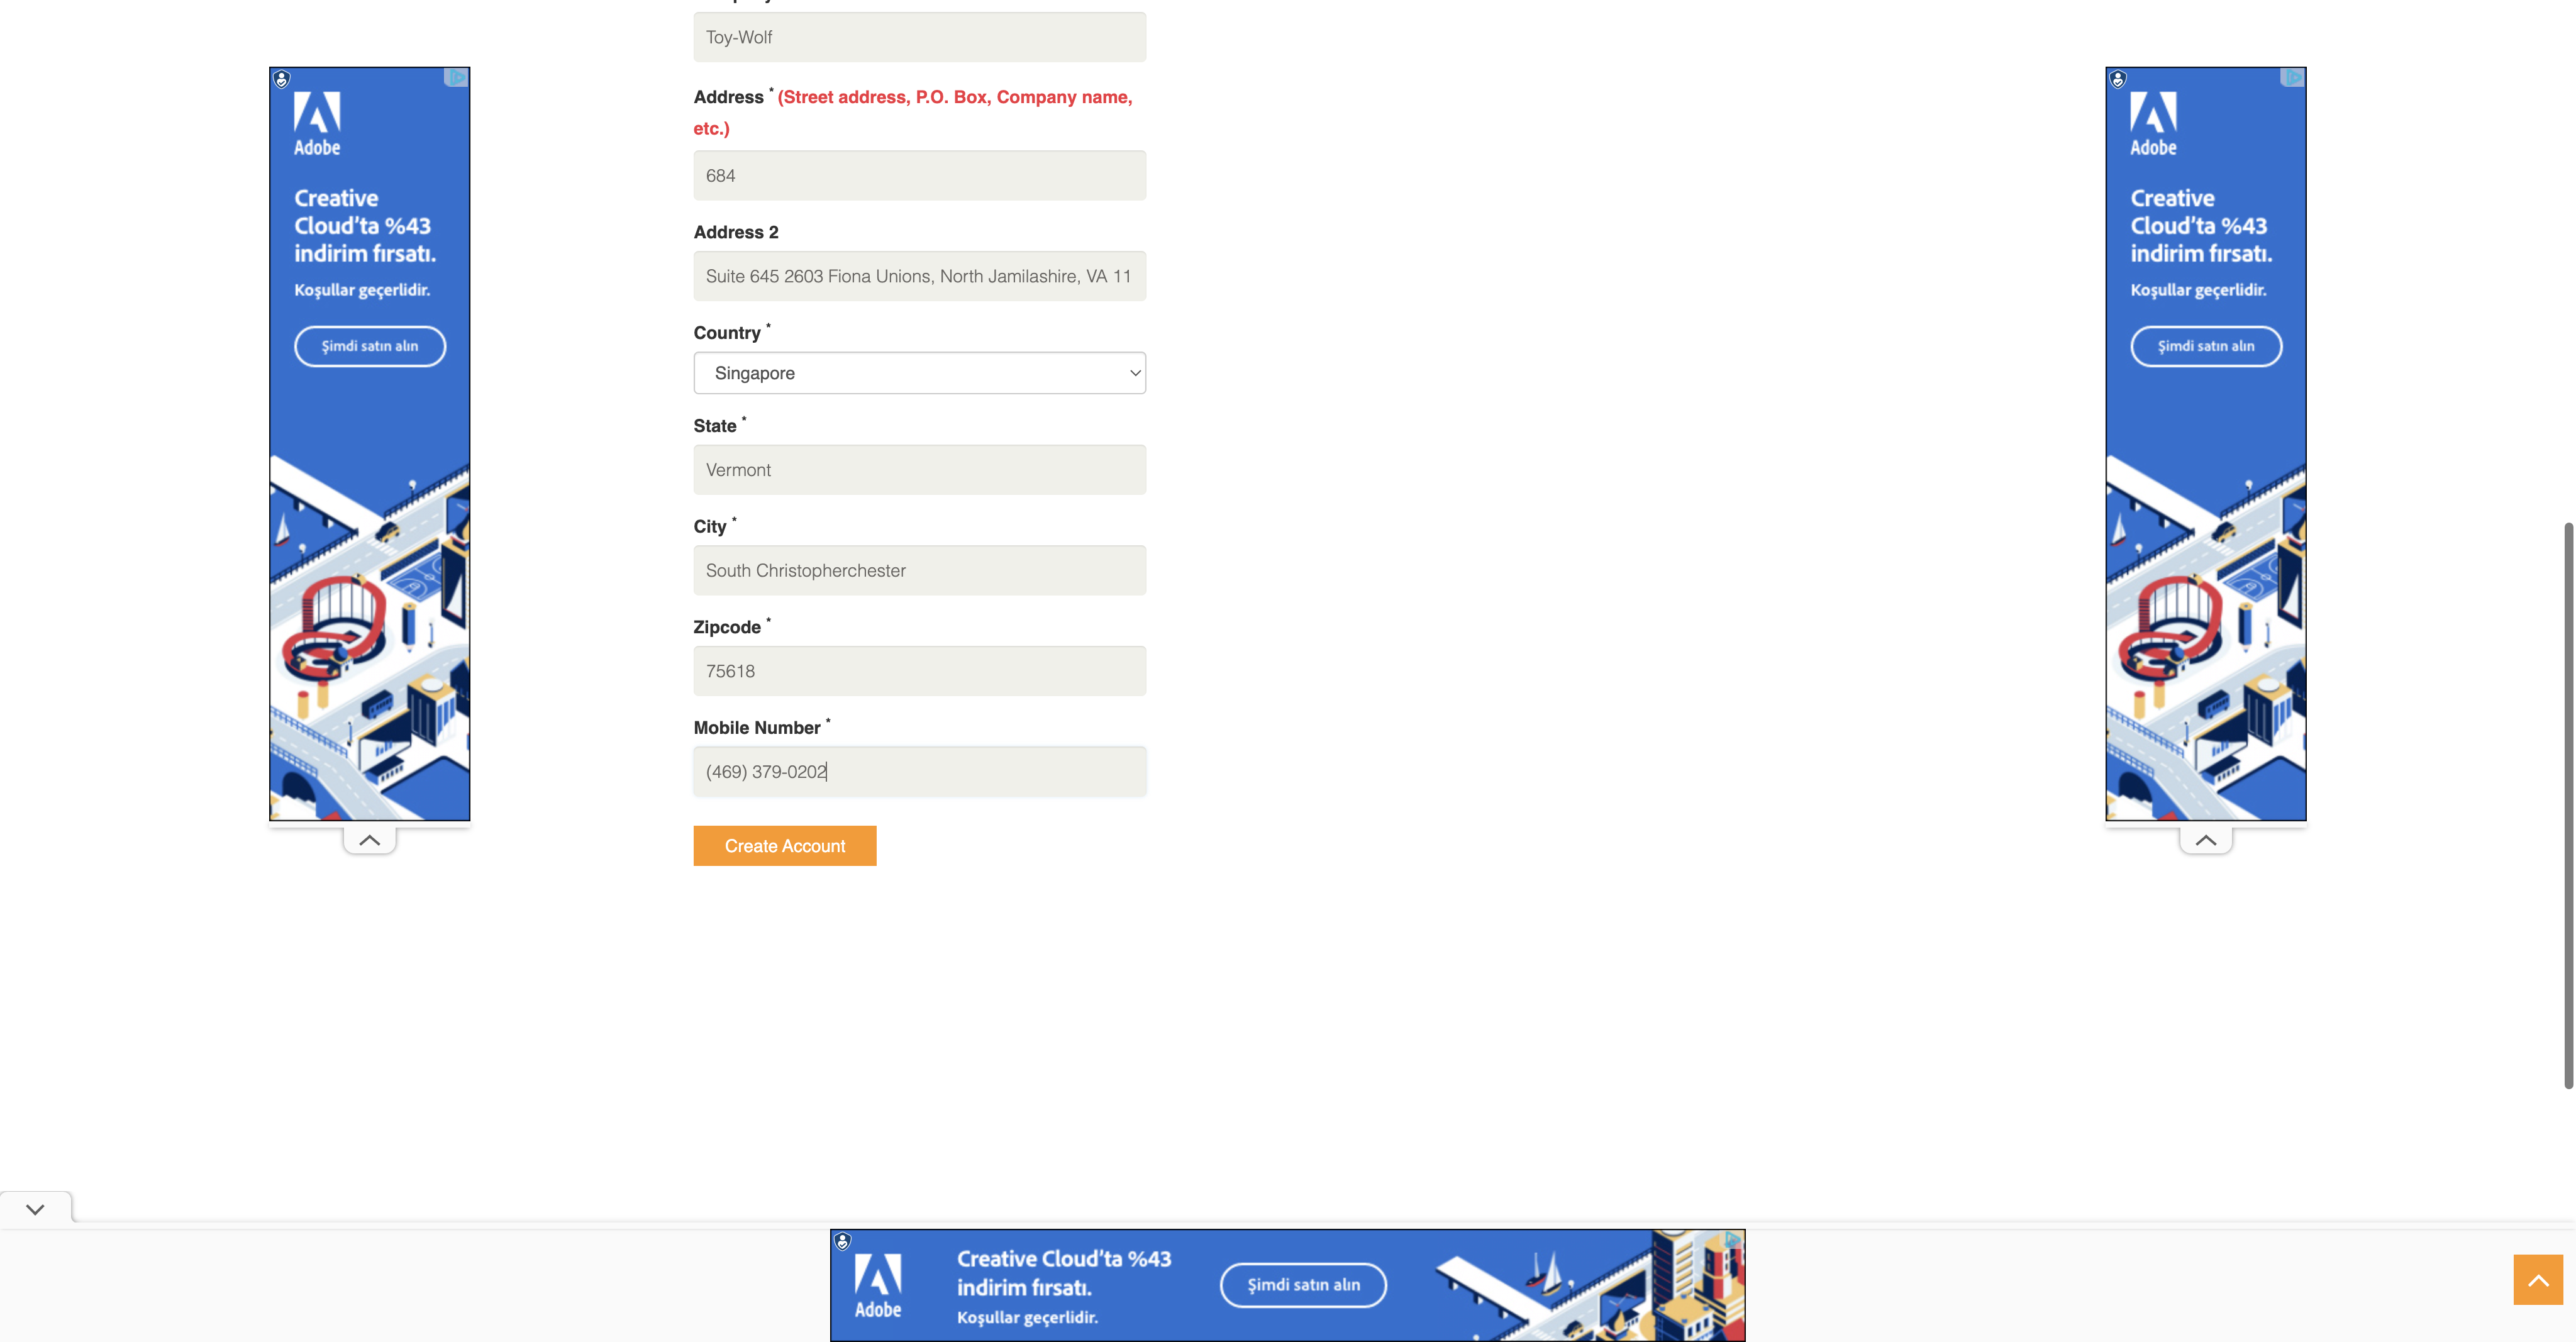 Toy-Wolf
Address * (Street address, P.O. Box, Company name,
etc.)
684
Address 2
Suite 645 2603 Fiona Unions, North Jamilashire, VA 11
Country *
Singapore
State *
Vermont
City *
South Christopherchester
Zipcode *
75618
Mobile Number *
(469) 379-0202
Create Account
Adobe
Creative
Cloud'ta %43
indirim fırsatı.
Koşullar geçerlidir.
Şimdi satın alın
Adobe
Creative
Cloud'ta %43
indirim fırsatı.
Koşullar geçerlidir.
Şimdi satın alın
Adobe
Creative Cloud'ta %43
indirim fırsatı.
Koşullar geçerlidir.
Şimdi satın alın